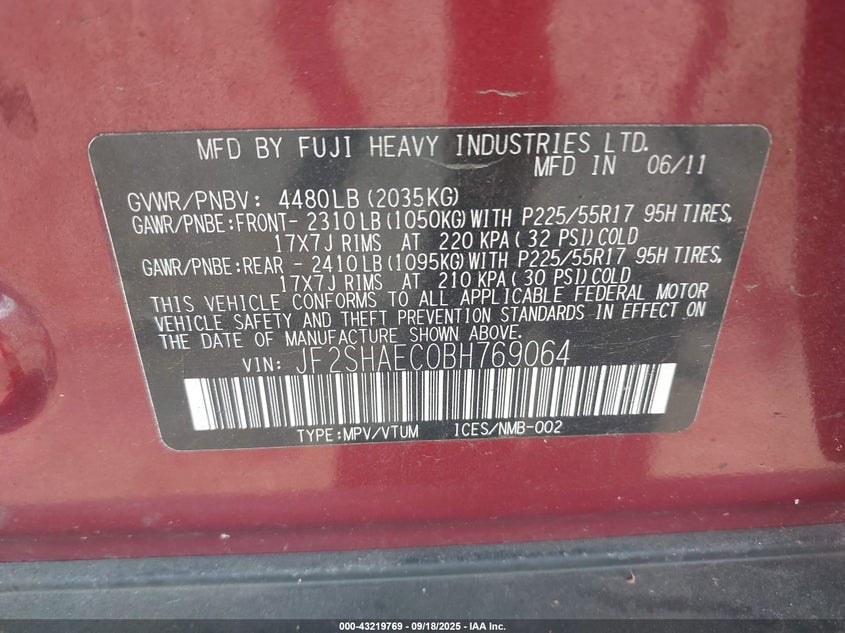 MFD BY FUJI HEAVY INDUSTRIES LTD.
MFD IN 06/11
GVWR/PNBV: 4480LB (2035KG)
GAWR/PNBE:FRONT- 2310LB (1050KG) WITH P225/55R17 95H TIRES,
17X7J RIMS AT 220 KPA ( 32 PSI) COLD
GAWR/PNBE:REAR - 2410LB (1095KG) WITH P225/55R17 95H TIRES,
17X7J RIMS AT 210 KPA ( 30 PSI) COLD
THIS VEHICLE CONFORMS TO ALL APPLICABLE FEDERAL MOTOR
VEHICLE SAFETY AND THEFT PREVENTION STANDARDS IN EFFECT ON
THE DATE OF MANUFACTURE SHOWN ABOVE.
VIN: JF2SHAEC0BH769064
TYPE:MPV/VTUM ICES/NMB-002
000-43219769 - 09/18/2025 - IAA Inc.